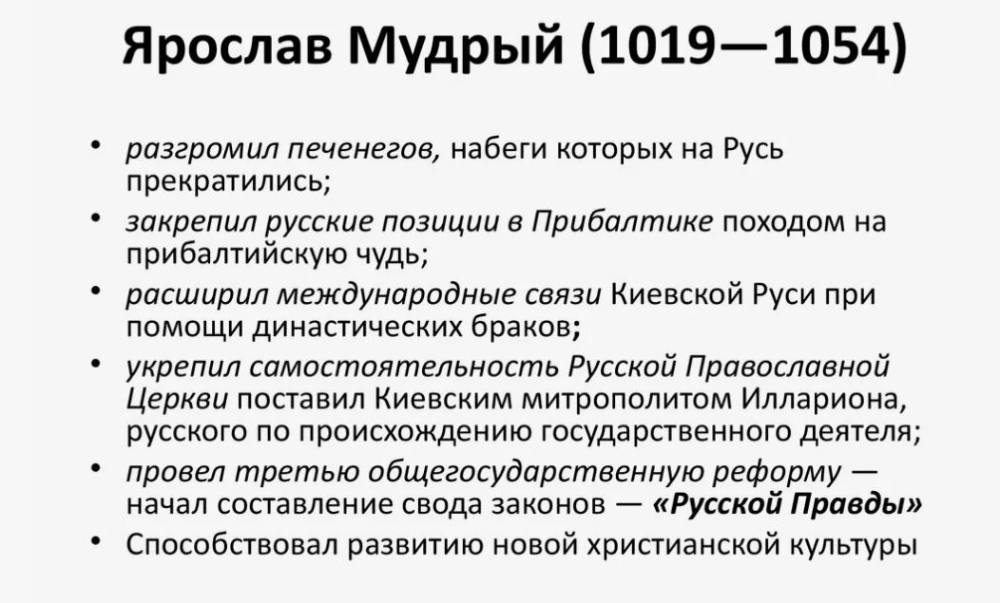 Ярослав Мудрый (1019—1054)
• разгромил печенегов, набеги которых на Русь
прекратились;
• закрепил русские позиции в Прибалтике походом на
прибалтийскую чудь;
• расширил международные связи Киевской Руси при
помощи династических браков;
• укрепил самостоятельность Русской Православной
Церкви поставил Киевским митрополитом Иллариона,
русского по происхождению государственного деятеля;
• провел третью общегосударственную реформу —
начал составление свода законов — «Русской Правды»
• Способствовал развитию новой христианской культуры